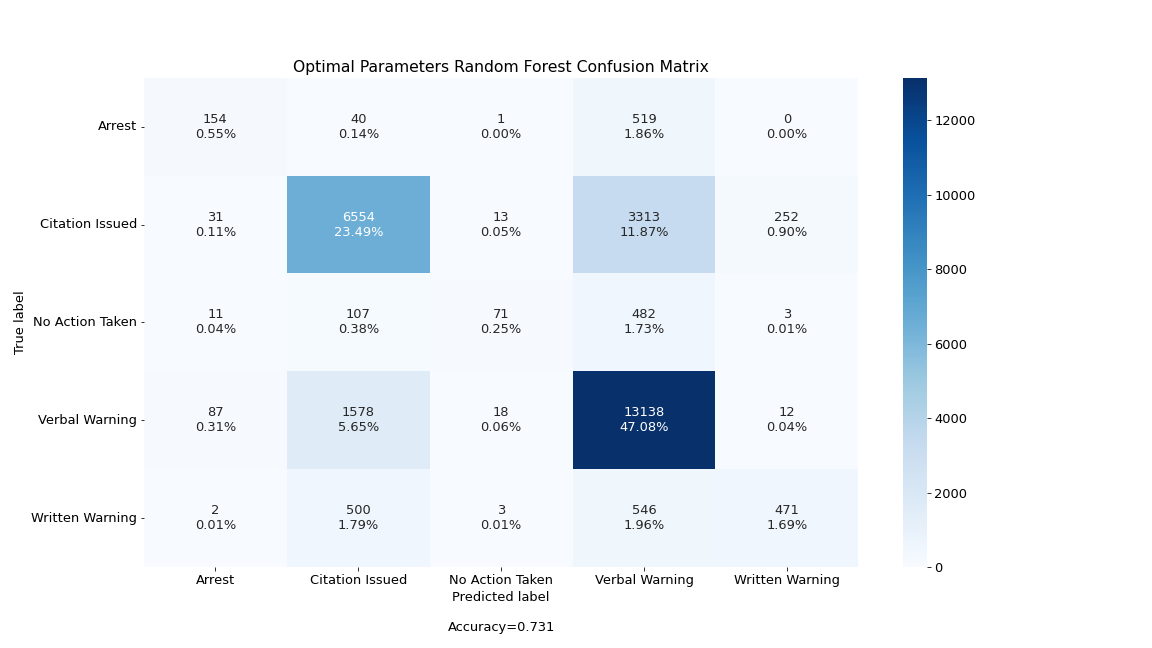 Optimal Parameters Random Forest Confusion Matrix
True label
Arrest
154 40 1 519 0
0.55% 0.14% 0.00% 1.86% 0.00%
Citation Issued
31 6554 13 3313 252
0.11% 23.49% 0.05% 11.87% 0.90%
No Action Taken
11 107 71 482 3
0.04% 0.38% 0.25% 1.73% 0.01%
Verbal Warning
87 1578 18 13138 12
0.31% 5.65% 0.06% 47.08% 0.04%
Written Warning
2 500 3 546 471
0.01% 1.79% 0.01% 1.96% 1.69%
Arrest Citation Issued No Action Taken Verbal Warning Written Warning
Predicted label
Accuracy=0.731
12000
10000
8000
6000
4000
2000
0